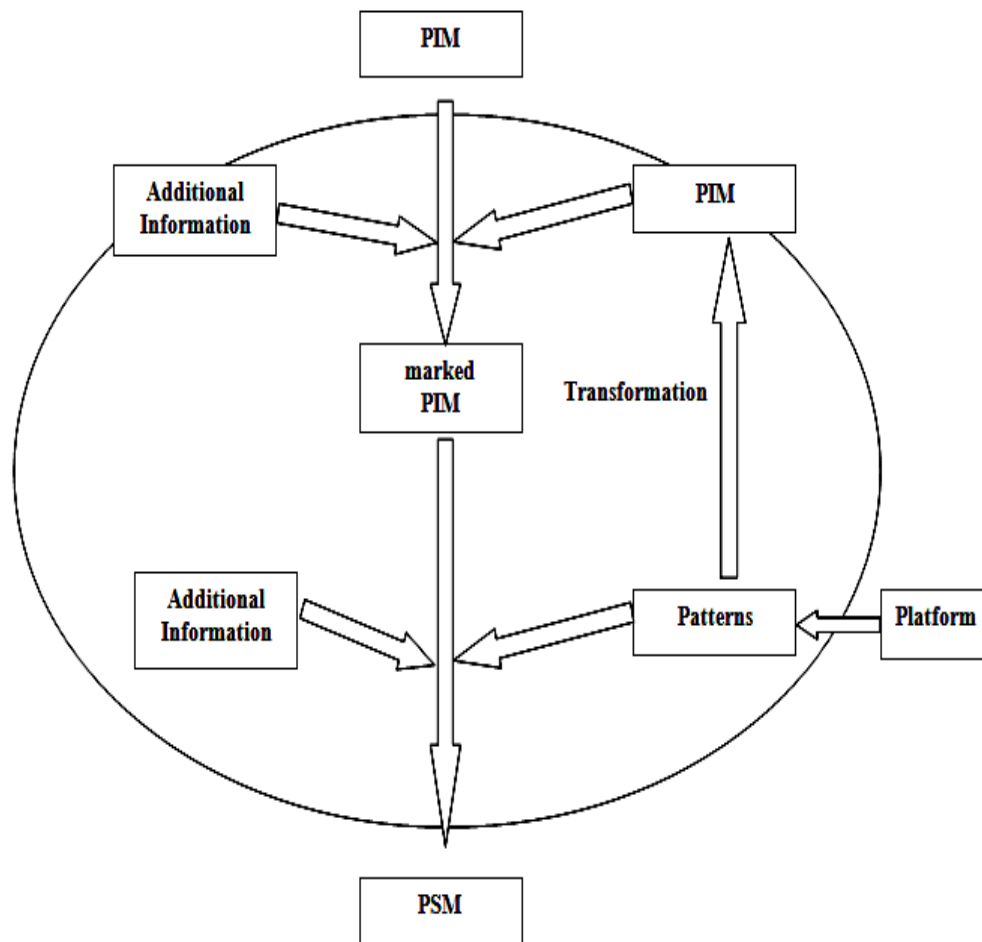 PIM
Additional
Information
PIM
marked
PIM
Transformation
Additional
Information
Patterns
Platform
PSM